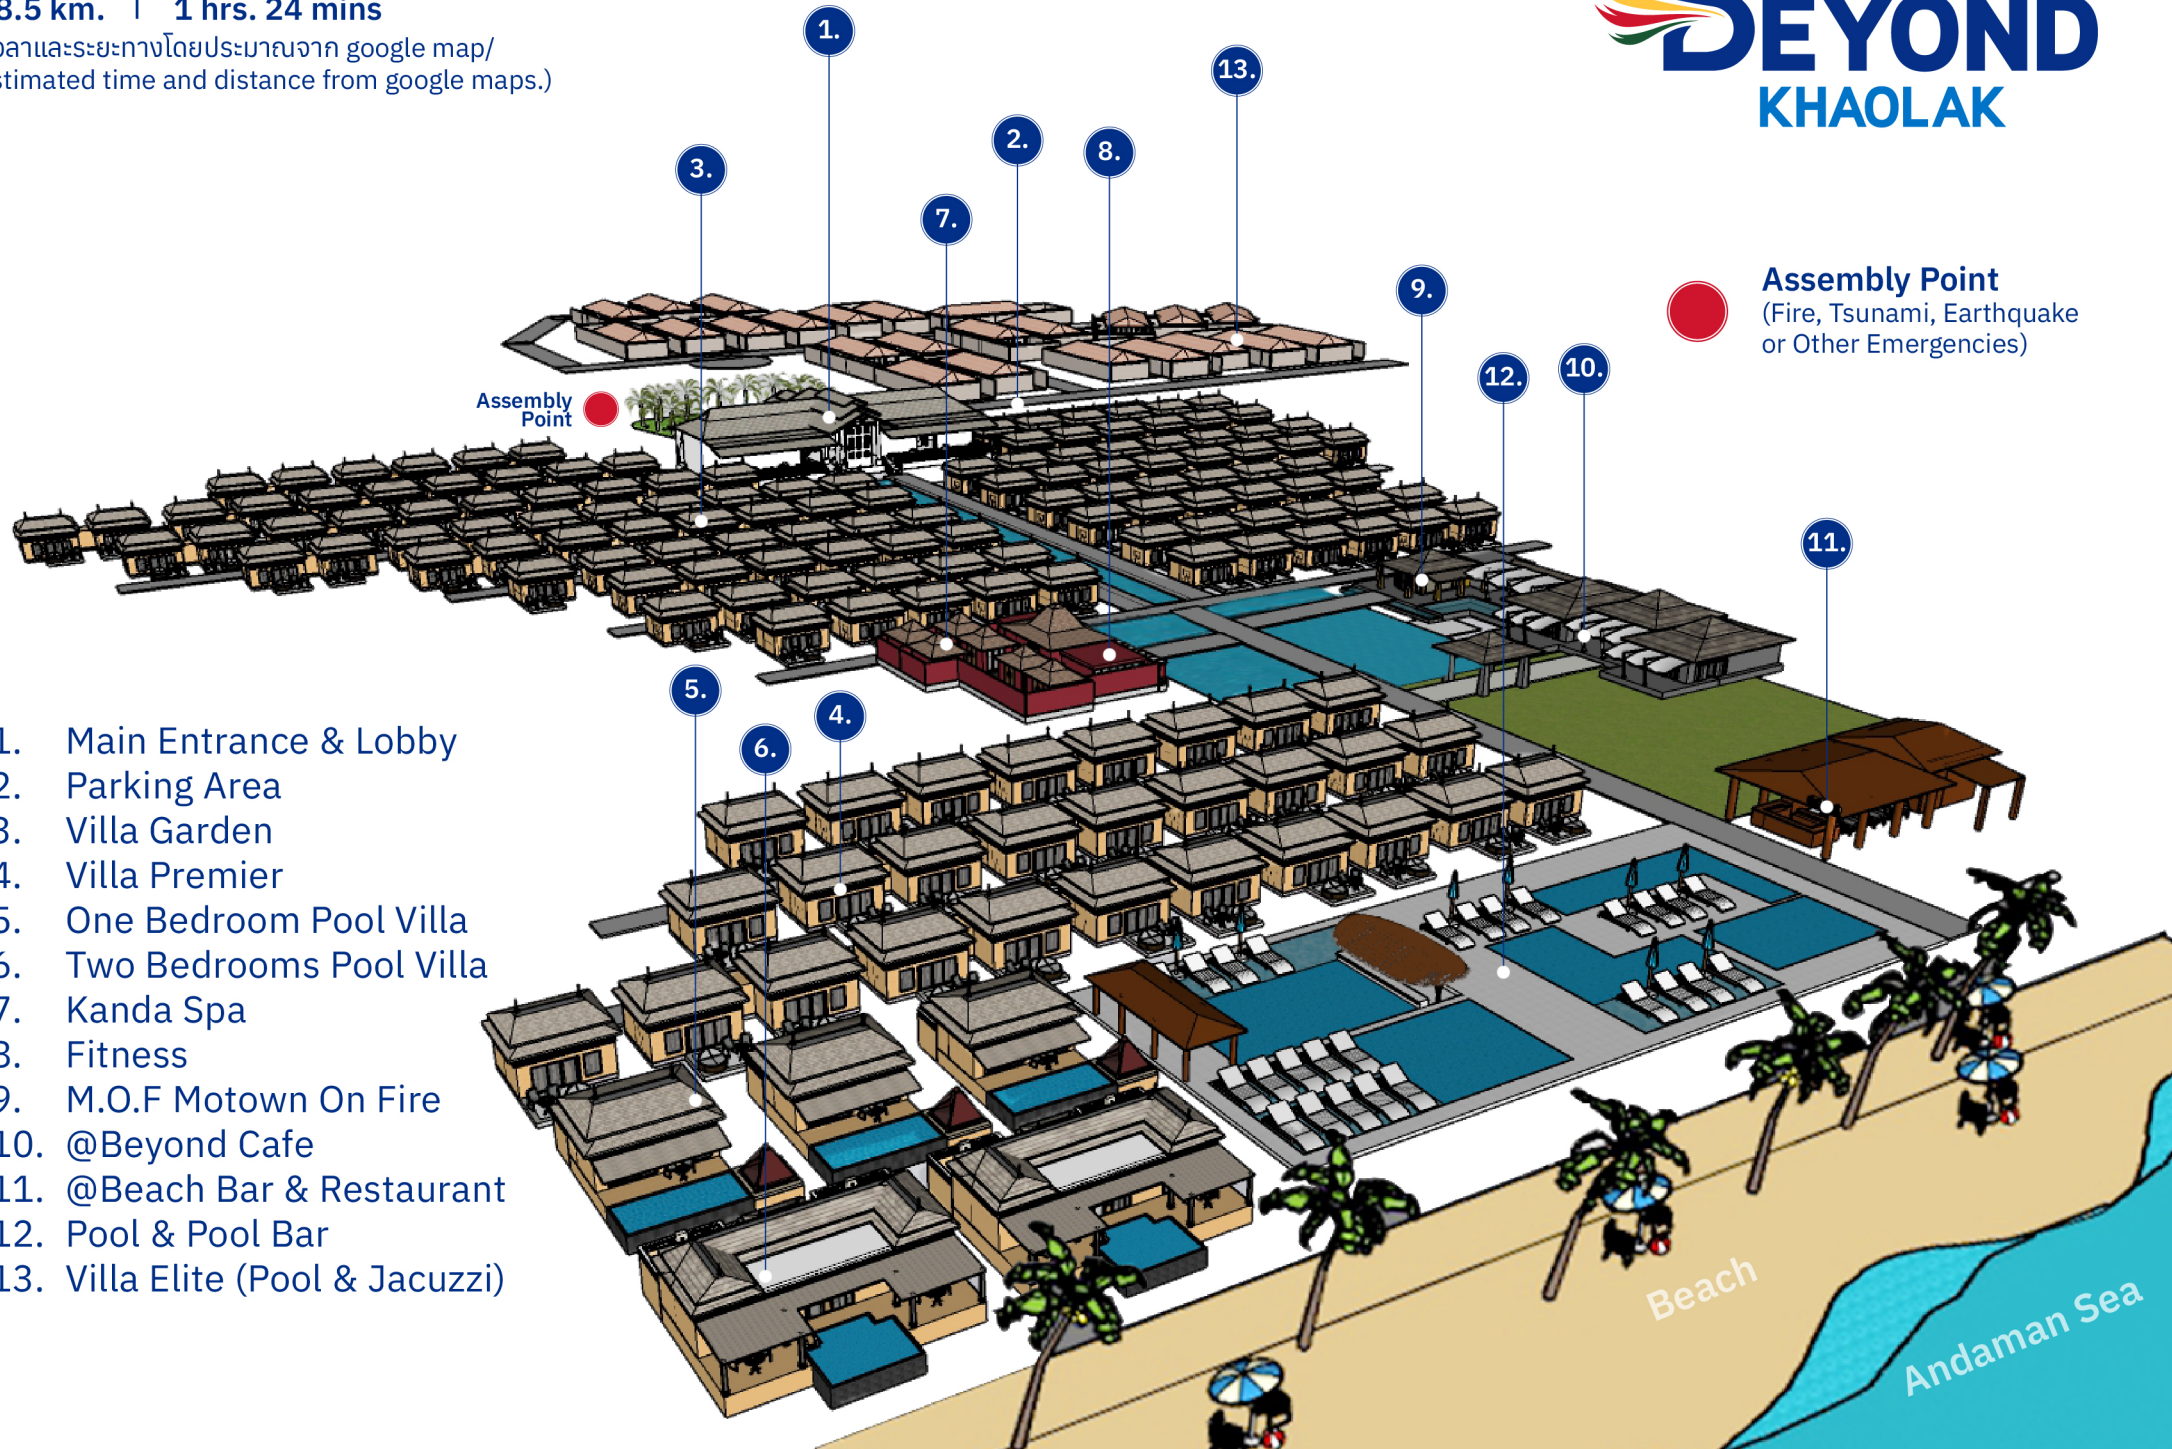 8.5 km. | 1 hrs. 24 mins
วลาและระยะทางโดยประมาณจาก google map/
stimated time and distance from google maps.)
BEYOND
KHAOLAK
1.
13.
2.
8.
3.
7.
9.
Assembly Point
(Fire, Tsunami, Earthquake
or Other Emergencies)
12.
10.
Assembly
Point
11.
5.
4.
6.
1. Main Entrance & Lobby
2. Parking Area
3. Villa Garden
4. Villa Premier
5. One Bedroom Pool Villa
6. Two Bedrooms Pool Villa
7. Kanda Spa
8. Fitness
9. M.O.F Motown On Fire
10. @Beyond Cafe
11. @Beach Bar & Restaurant
12. Pool & Pool Bar
13. Villa Elite (Pool & Jacuzzi)
Beach
Andaman Sea